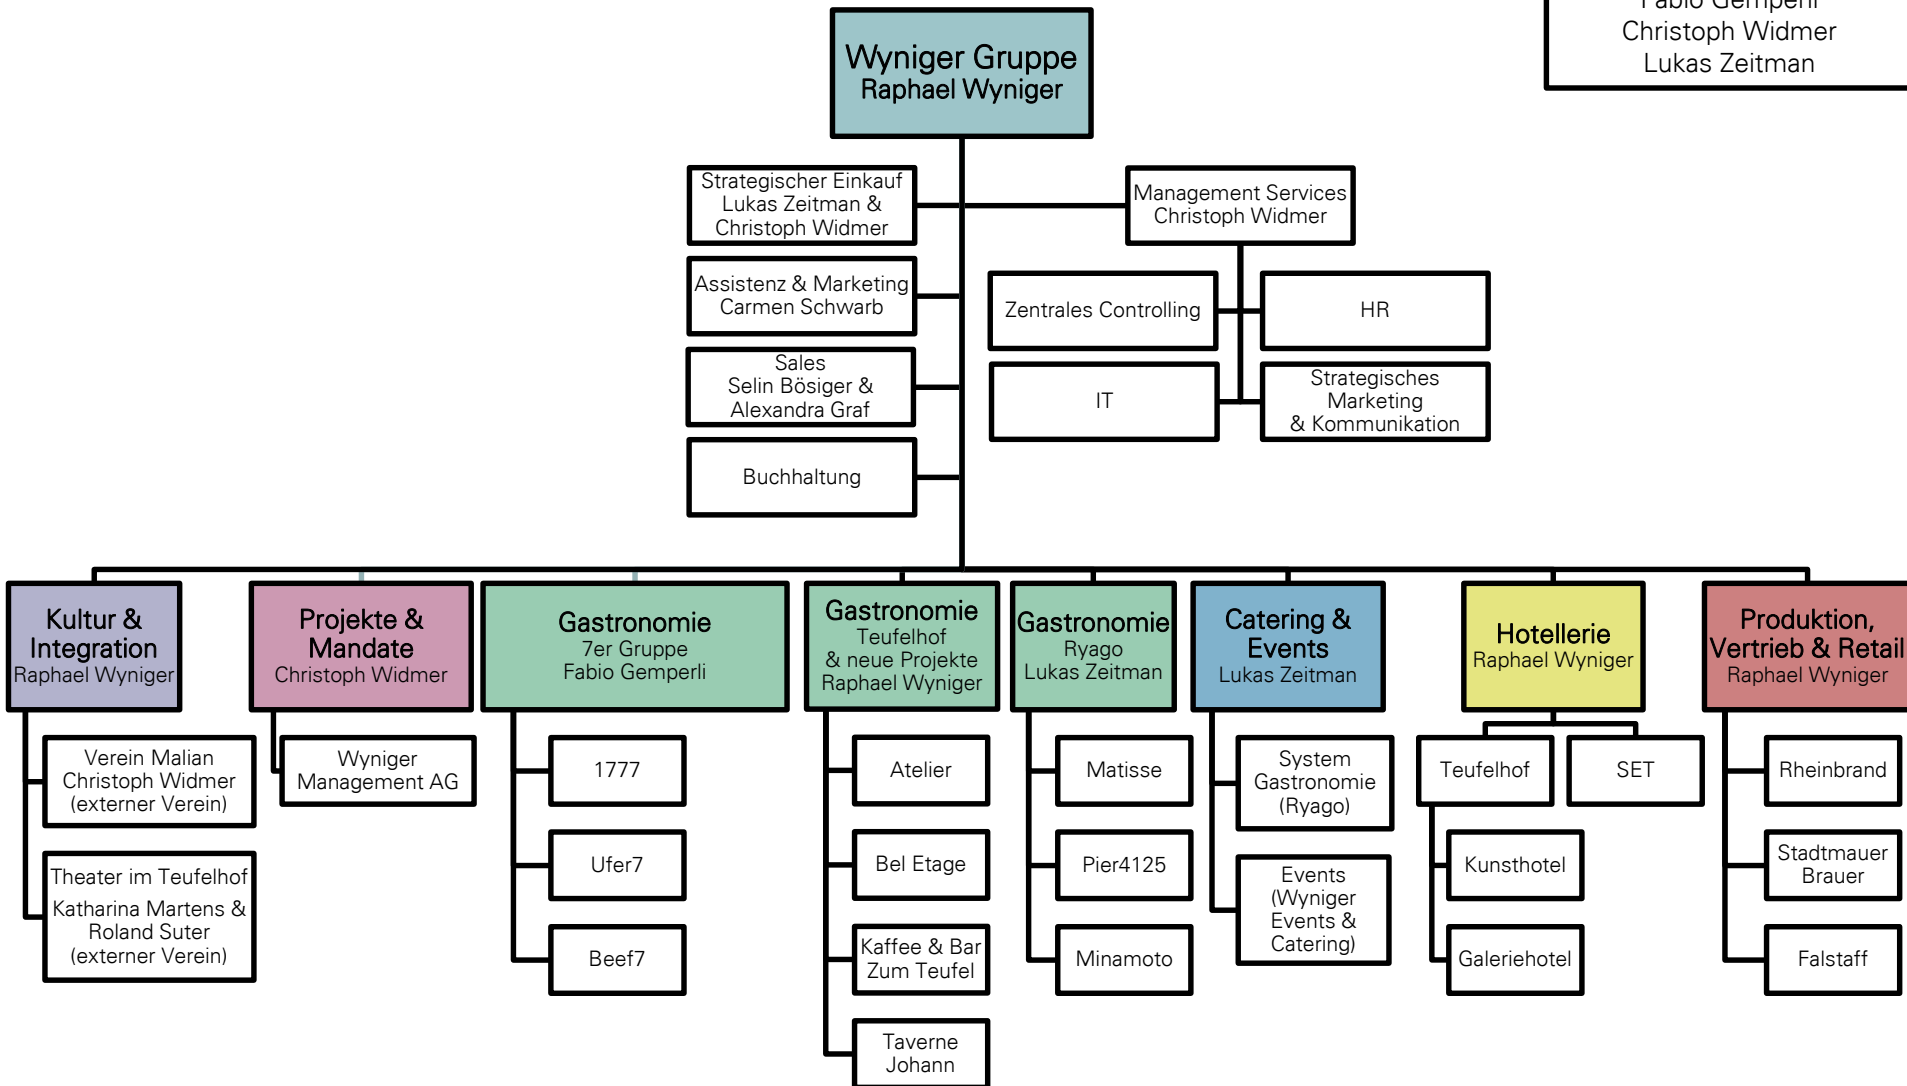 Fabio Gemperli
Christoph Widmer
Lukas Zeitman
Wyniger Gruppe
Raphael Wyniger
Strategischer Einkauf
Lukas Zeitman &
Christoph Widmer
Management Services
Christoph Widmer
Assistenz & Marketing
Carmen Schwarb
Zentrales Controlling
HR
Sales
Selin Bösiger &
Alexandra Graf
IT
Strategisches
Marketing
& Kommunikation
Buchhaltung
Kultur &
Integration
Raphael Wyniger
Projekte &
Mandate
Christoph Widmer
Gastronomie
7er Gruppe
Fabio Gemperli
Gastronomie
Teufelhof
& neue Projekte
Raphael Wyniger
Gastronomie
Ryago
Lukas Zeitman
Catering &
Events
Lukas Zeitman
Hotellerie
Raphael Wyniger
Produktion,
Vertrieb & Retail
Raphael Wyniger
Verein Malian
Christoph Widmer
(externer Verein)
Theater im Teufelhof
Katharina Martens &
Roland Suter
(externer Verein)
Wyniger
Management AG
1777
Ufer7
Beef7
Atelier
Bel Etage
Kaffee & Bar
Zum Teufel
Taverne
Johann
Matisse
Pier4125
Minamoto
System
Gastronomie
(Ryago)
Events
(Wyniger
Events &
Catering)
Teufelhof
SET
Kunsthotel
Galeriehotel
Rheinbrand
Stadtmauer
Brauer
Falstaff